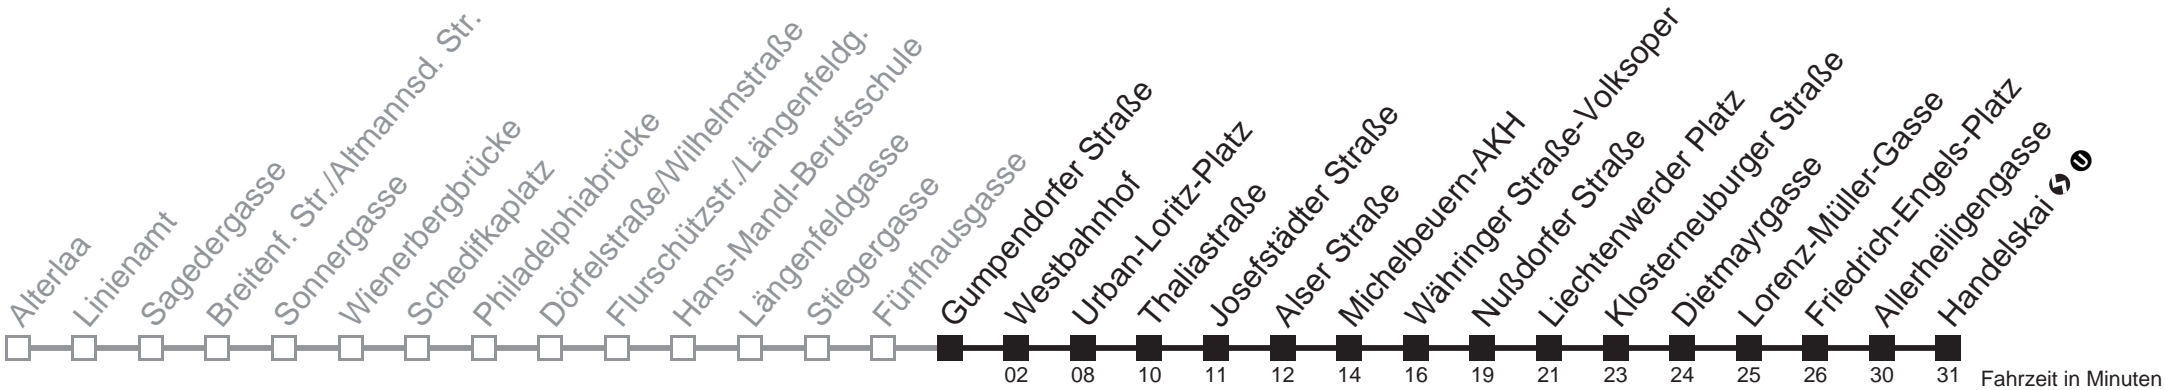 Alterlaa
Linienamt
Sagedergasse
Breitenf. Str./Altmannsd. Str.
Sonnergasse
Wienerbergbrücke
Schedifkaplatz
Philadelphiabrücke
Dörfelstraße/Wilhelmstraße
Flurschützstr./Längenfeldg.
Hans-Mandl-Berufsschule
Längenfeldgasse
Stiegergasse
Fünfhausgasse
Gumpendorfer Straße
Westbahnhof
Urban-Loritz-Platz
Thaliastraße
Josefstädter Straße
Alser Straße
Michelbeuern-AKH
Währinger Straße-Volksoper
Nußdorfer Straße
Liechtenwerder Platz
Klosterneuburger Straße
Dietmayrgasse
Lorenz-Müller-Gasse
Friedrich-Engels-Platz
Allerheiligengasse
Handelskai S U
02 08 10 11 12 14 16 19 21 23 24 25 26 30 31 Fahrzeit in Minuten